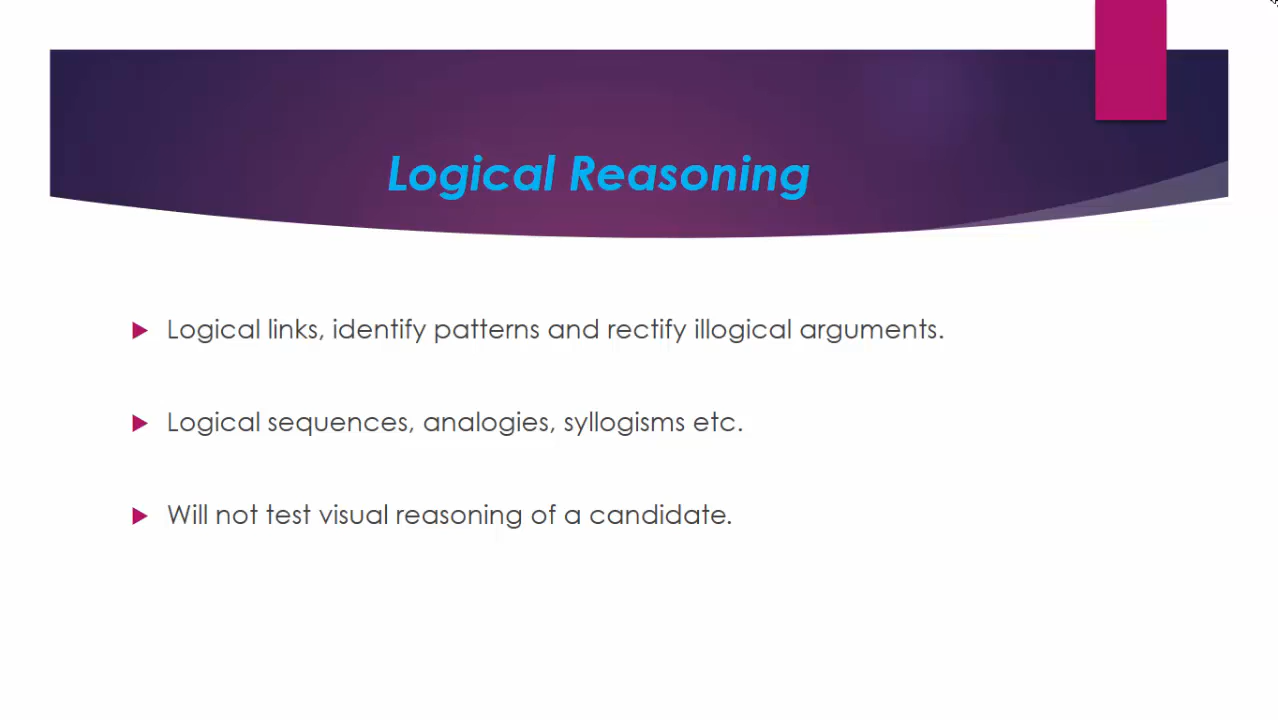 Logical Reasoning
Logical links, identify patterns and rectify illogical arguments.
Logical sequences, analogies, syllogisms etc.
Will not test visual reasoning of a candidate.